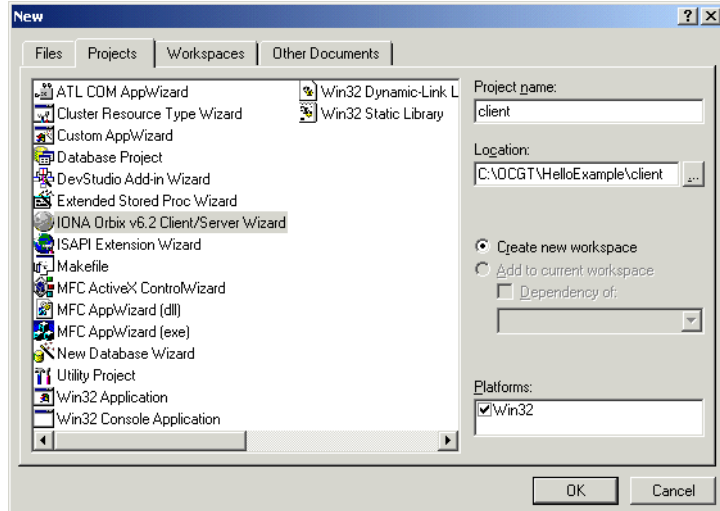 New
Files
Projects
Workspaces
Other Documents
ATL COM AppWizard
Cluster Resource Type Wizard
Custom AppWizard
Database Project
DevStudio Add-in Wizard
Extended Stored Proc Wizard
IONA Orbix v6.2 Client/Server Wizard
ISAPI Extension Wizard
Makefile
MFC ActiveX ControlWizard
MFC AppWizard (dll)
MFC AppWizard (exe)
New Database Wizard
Utility Project
Win32 Application
Win32 Console Application
Win32 Dynamic-Link L
Win32 Static Library
Project name:
client
Location:
C:\OCGT\HelloExample\client
...
Create new workspace
Add to current workspace
Dependency of:
Platforms:
Win32
OK
Cancel